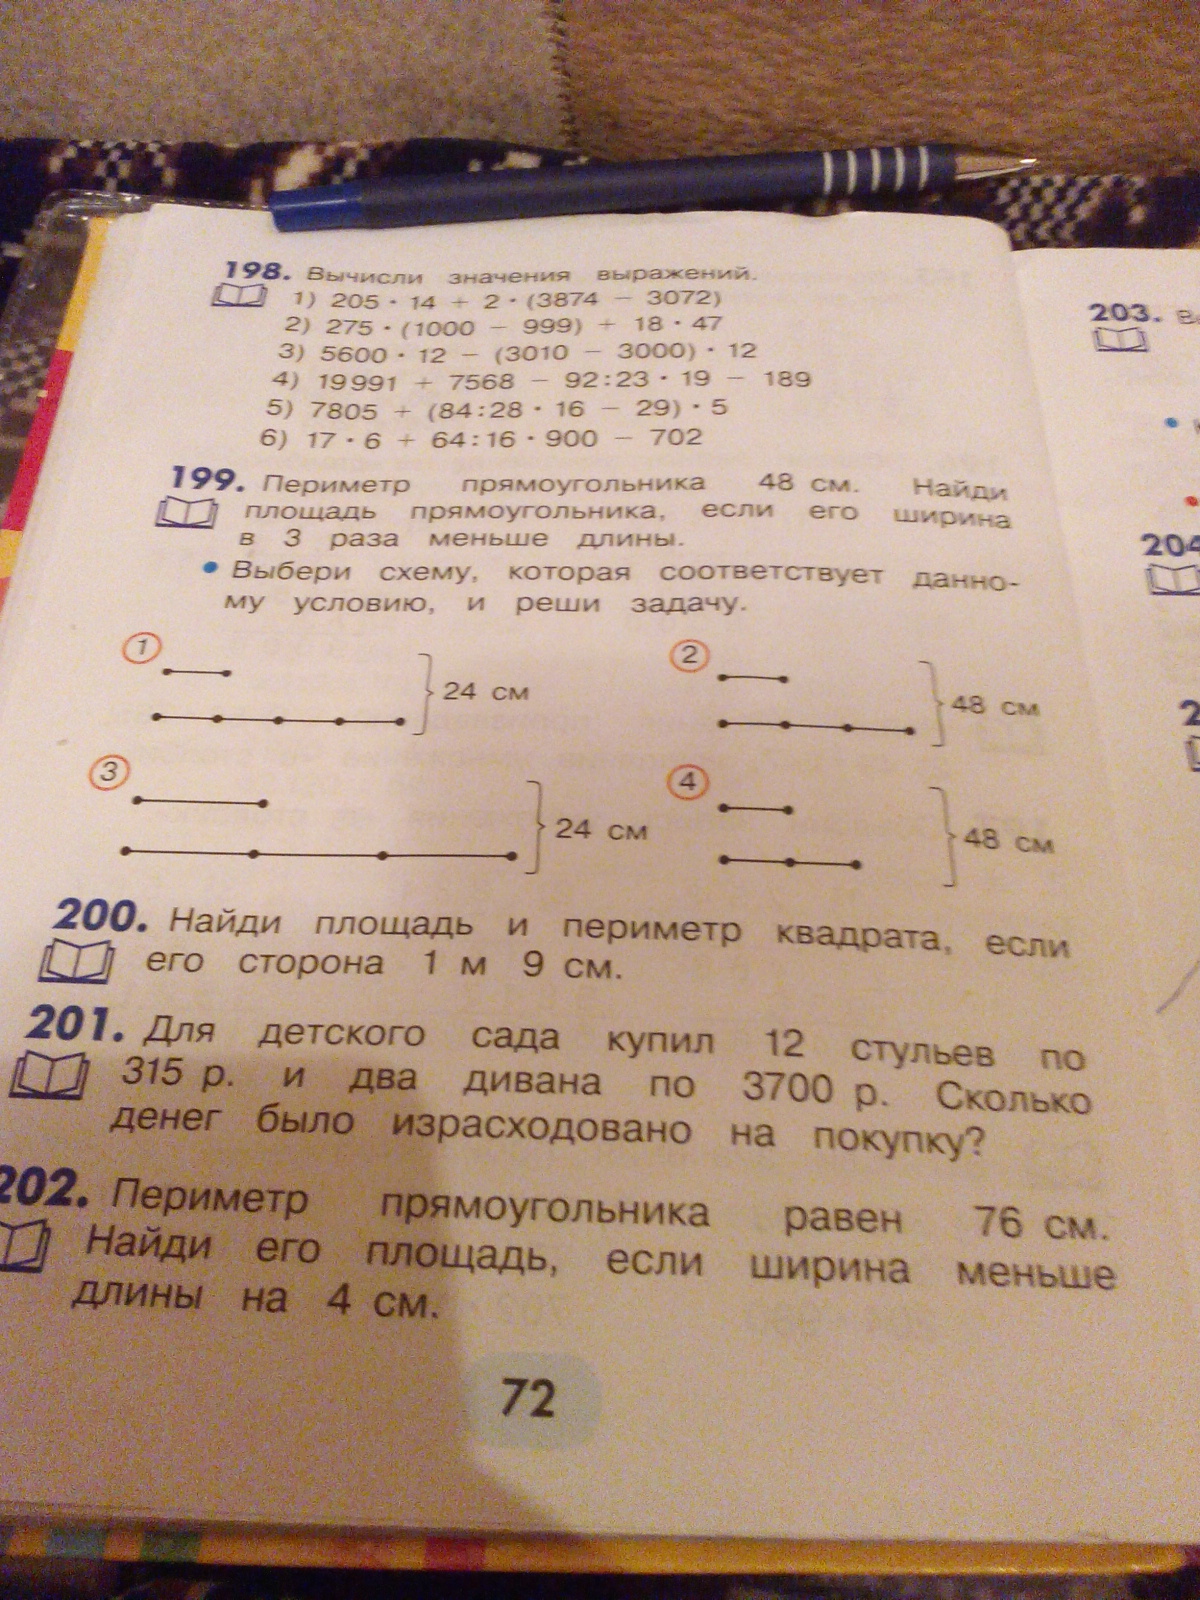 198. Вычисли значения выражений.
1) 205 · 14 + 2 · (3874 − 3072)
2) 275 · (1000 − 999) + 18 · 47
3) 5600 · 12 − (3010 − 3000) · 12
4) 19991 + 7568 − 92:23 · 19 − 189
5) 7805 + (84:28 · 16 − 29) · 5
6) 17 · 6 + 64:16 · 900 − 702
199. Периметр прямоугольника 48 см. Найди
площадь прямоугольника, если его ширина
в 3 раза меньше длины.
• Выбери схему, которая соответствует данно-
му условию, и реши задачу.
1
24 см
2
48 см
3
24 см
4
48 см
200. Найди площадь и периметр квадрата, если
его сторона 1 м 9 см.
201. Для детского сада купил 12 стульев по
315 р. и два дивана по 3700 р. Сколько
денег было израсходовано на покупку?
202. Периметр прямоугольника равен 76 см.
Найди его площадь, если ширина меньше
длины на 4 см.
72
203.
204